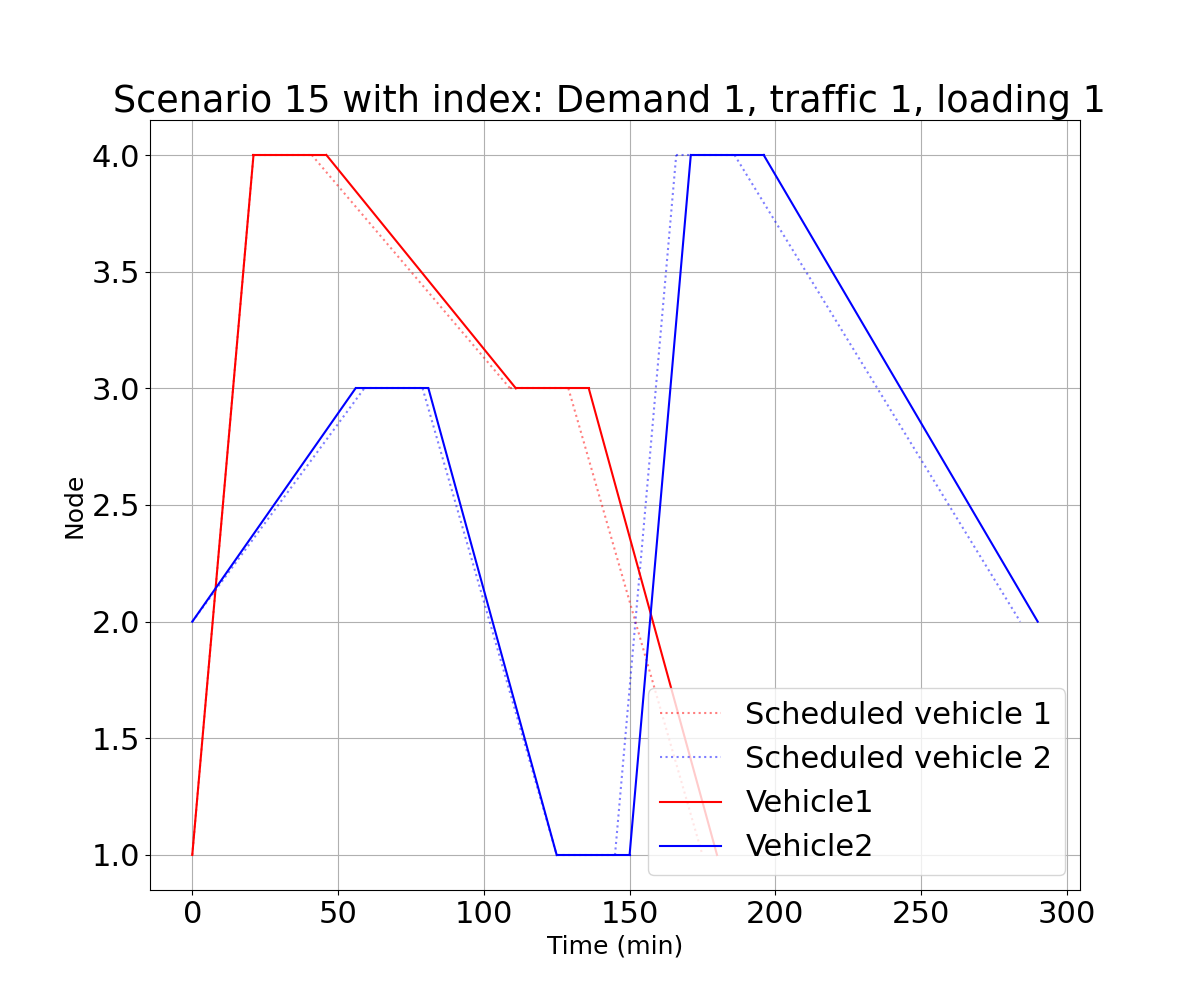 Scenario 15 with index: Demand 1, traffic 1, loading 1
4.0
3.5
3.0
2.5
2.0
1.5
1.0
Node
Scheduled vehicle 1
Scheduled vehicle 2
Vehicle1
Vehicle2
0 50 100 150 200 250 300
Time (min)